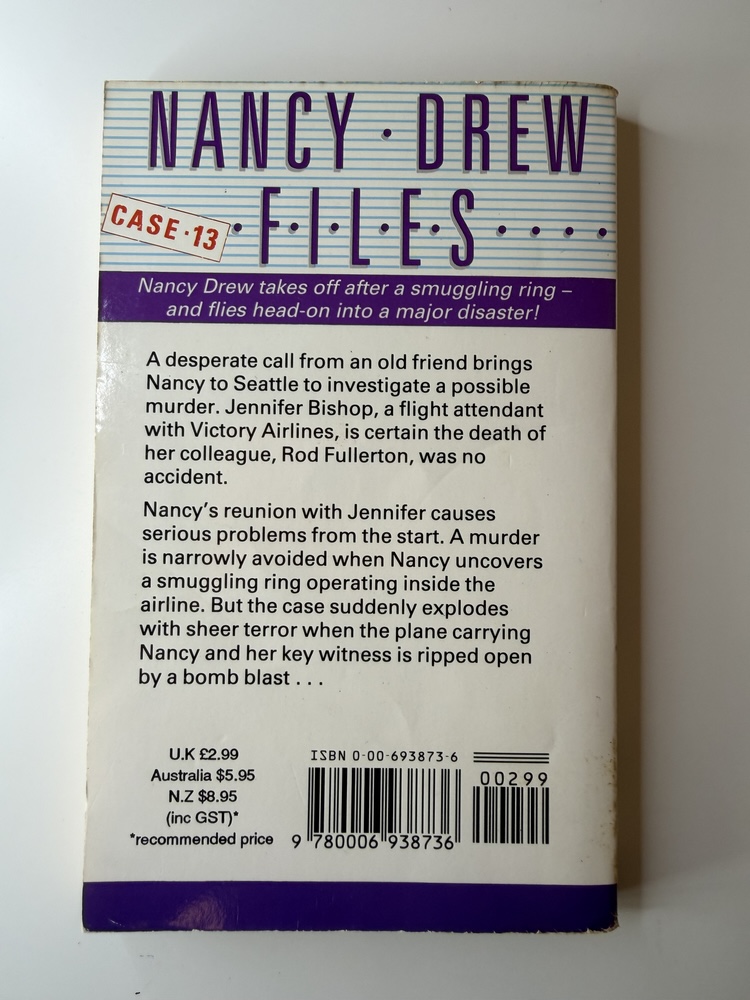 NANCY · DREW
CASE·13
·F·I·L·E·S· · · ·
Nancy Drew takes off after a smuggling ring –
and flies head-on into a major disaster!
A desperate call from an old friend brings
Nancy to Seattle to investigate a possible
murder. Jennifer Bishop, a flight attendant
with Victory Airlines, is certain the death of
her colleague, Rod Fullerton, was no
accident.
Nancy's reunion with Jennifer causes
serious problems from the start. A murder
is narrowly avoided when Nancy uncovers
a smuggling ring operating inside the
airline. But the case suddenly explodes
with sheer terror when the plane carrying
Nancy and her key witness is ripped open
by a bomb blast . . .
U.K £2.99
Australia $5.95
N.Z $8.95
(inc GST)*
*recommended price
ISBN 0-00-693873-6
00299
9 780006 938736